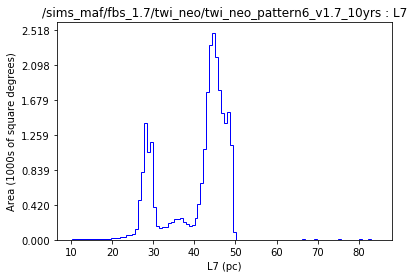 /sims_maf/fbs_1.7/twi_neo/twi_neo_pattern6_v1.7_10yrs : L7
2.518
2.098
1.679
1.259
0.839
0.420
0.000
Area (1000s of square degrees)
10 20 30 40 50 60 70 80
L7 (pc)